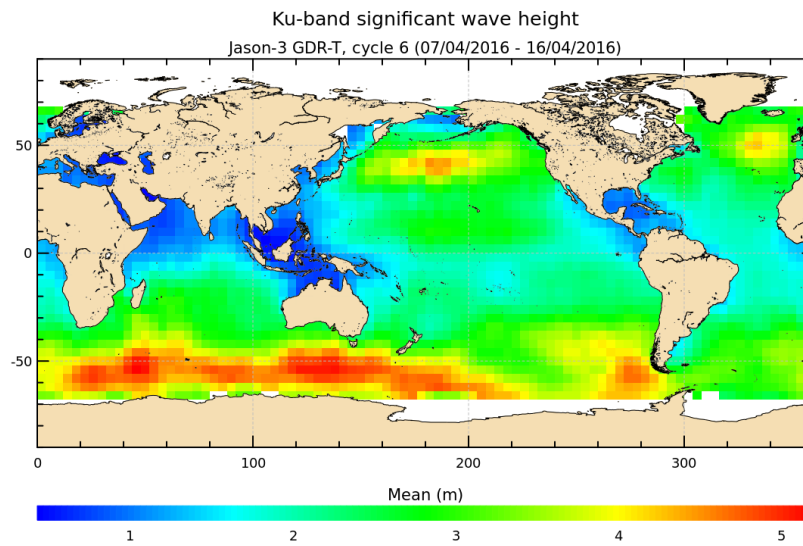 Ku-band significant wave height
Jason-3 GDR-T, cycle 6 (07/04/2016 - 16/04/2016)
50
0
-50
0 100 200 300
Mean (m)
1 2 3 4 5